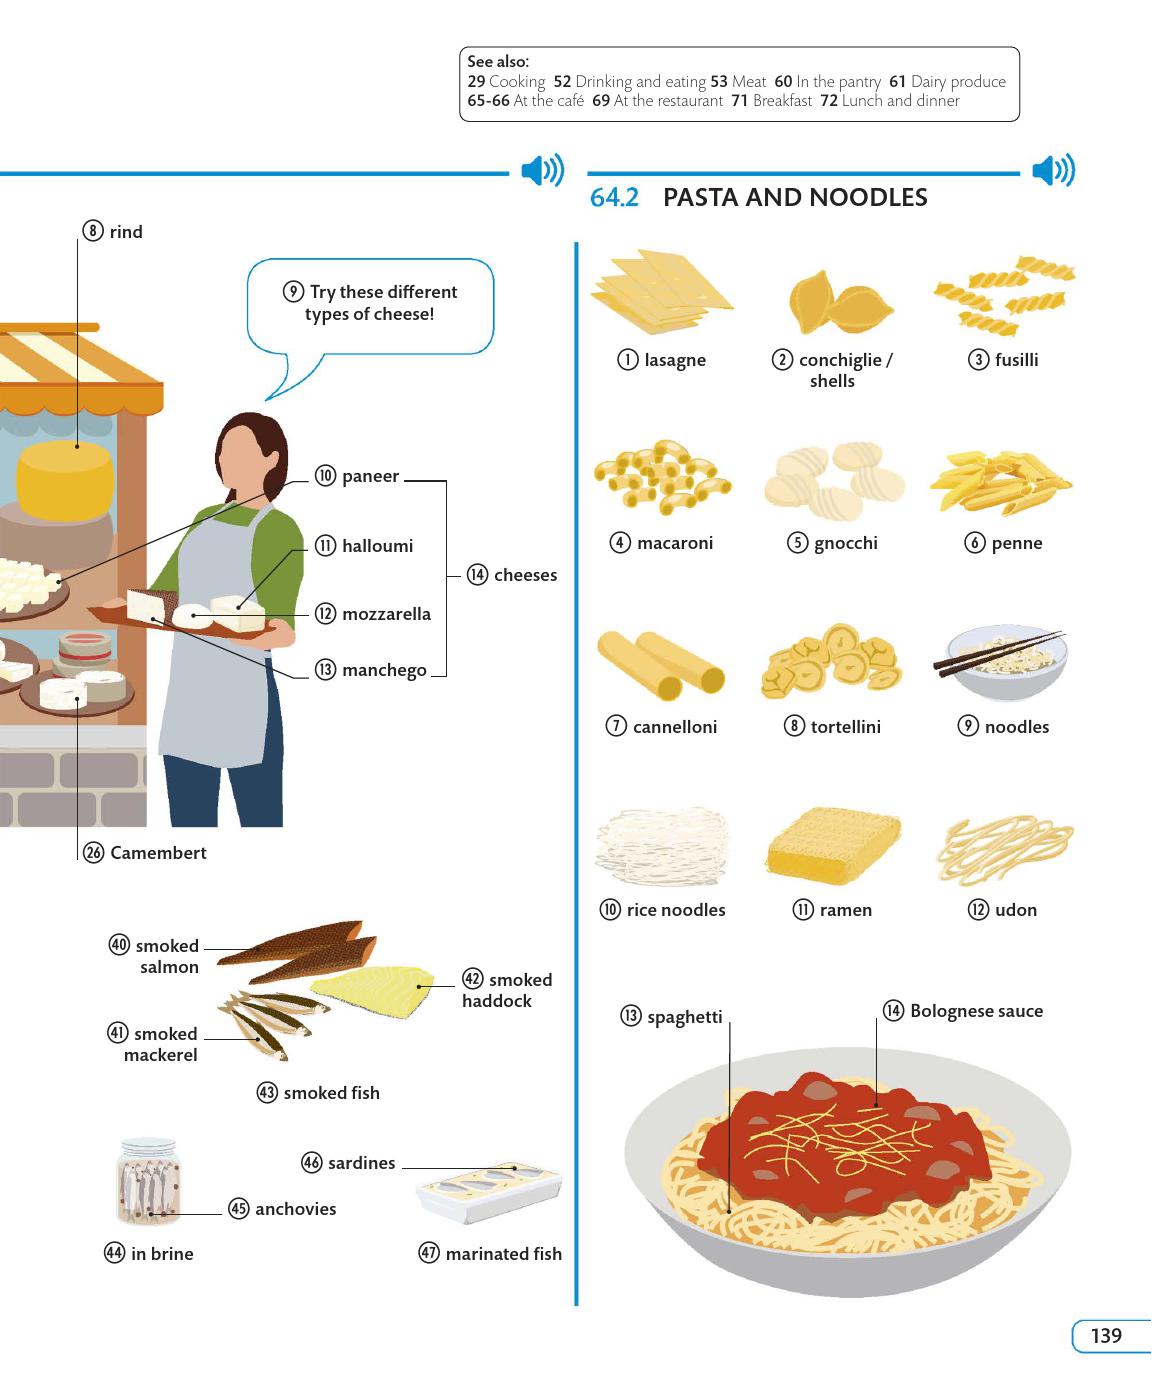 See also:
29 Cooking 52 Drinking and eating 53 Meat 60 In the pantry 61 Dairy produce
65-66 At the café 69 At the restaurant 71 Breakfast 72 Lunch and dinner
8 rind
9 Try these different
types of cheese!
10 paneer
11 halloumi
12 mozzarella
13 manchego
14 cheeses
26 Camembert
40 smoked
salmon
41 smoked
mackerel
42 smoked
haddock
43 smoked fish
44 in brine
45 anchovies
46 sardines
47 marinated fish
64.2 PASTA AND NOODLES
1 lasagne
2 conchiglie /
shells
3 fusilli
4 macaroni
5 gnocchi
6 penne
7 cannelloni
8 tortellini
9 noodles
10 rice noodles
11 ramen
12 udon
13 spaghetti
14 Bolognese sauce
139